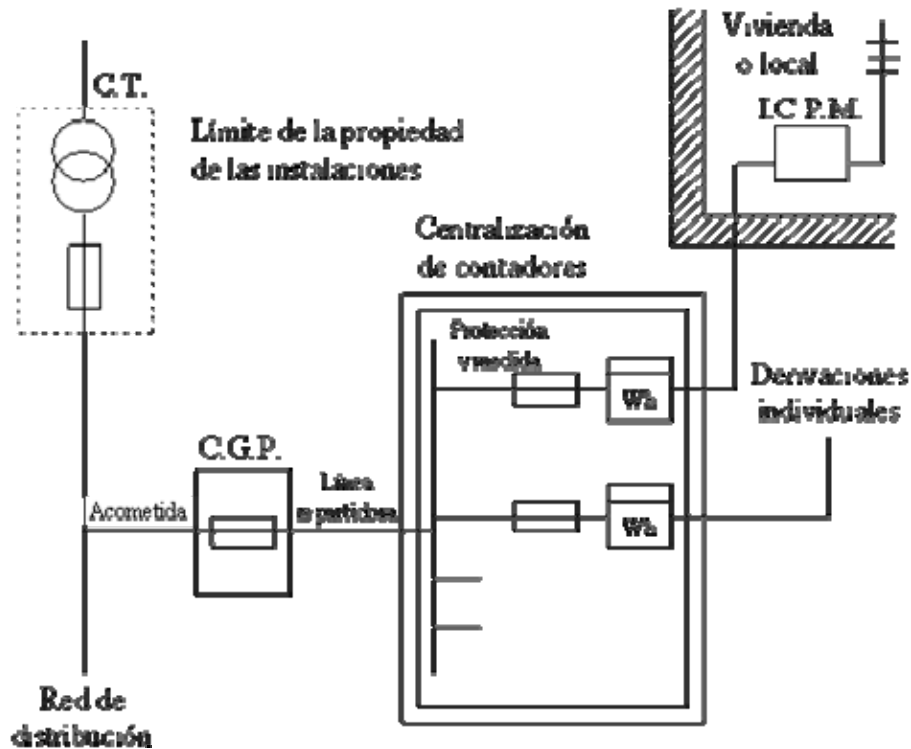 C.T.
Límite de la propiedad
de las instalaciones
Vivienda
o local
I.C.P.M.
Centralización
de contadores
Protección
y medida
Wh
Derivaciones
individuales
C.G.P.
Línea
repartidora
Acometida
Wh
Red de
distribución